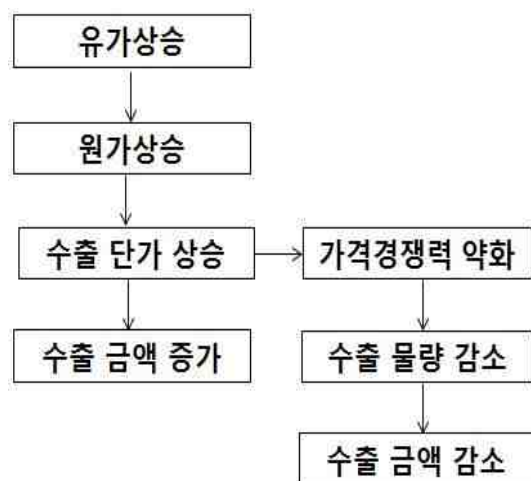 유가상승
원가상승
수출 단가 상승
가격경쟁력 약화
수출 금액 증가
수출 물량 감소
수출 금액 감소